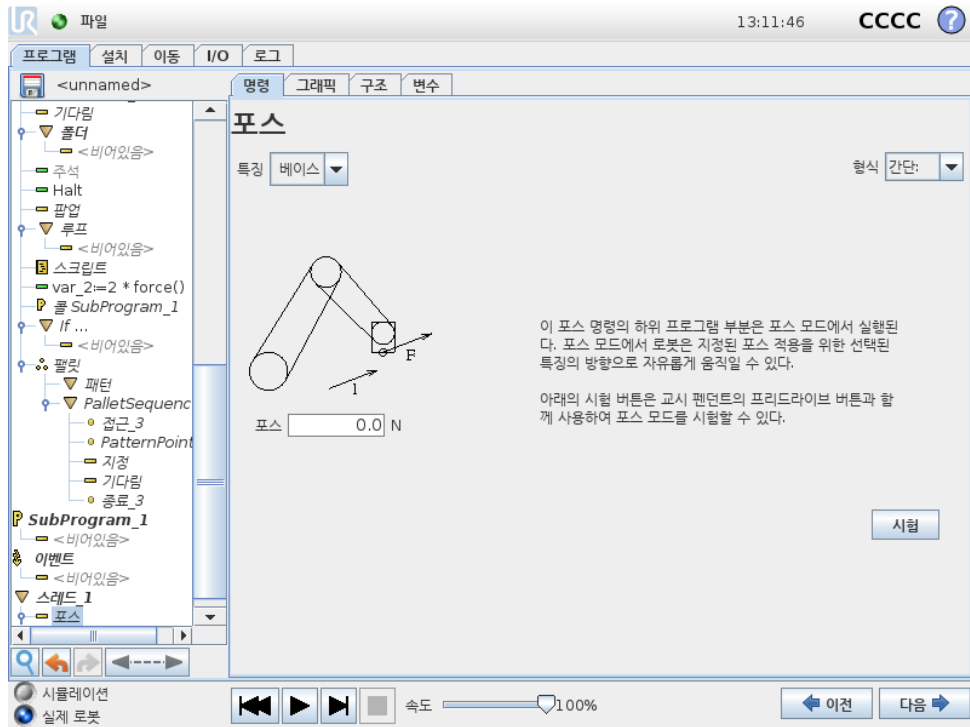 UR 파일 13:11:46 CCCC ?
프로그램 설치 이동 I/O 로그
<unnamed>
명령 그래픽 구조 변수
기다림
폴더
<비어있음>
주석
Halt
팝업
루프
<비어있음>
스크립트
var_2:=2 * force()
P 콜 SubProgram_1
If ...
<비어있음>
팔릿
패턴
PalletSequenc
접근_3
PatternPoint
지정
기다림
종료_3
P SubProgram_1
<비어있음>
이벤트
<비어있음>
스레드_1
포스
포스
특징 베이스
형식 간단:
F
1
포스 0.0 N
이 포스 명령의 하위 프로그램 부분은 포스 모드에서 실행된
다. 포스 모드에서 로봇은 지정된 포스 적용을 위한 선택된
특징의 방향으로 자유롭게 움직일 수 있다.
아래의 시험 버튼은 교시 펜던트의 프리드라이브 버튼과 함
께 사용하여 포스 모드를 시험할 수 있다.
시험
시뮬레이션
실제 로봇
속도 100%
이전 다음